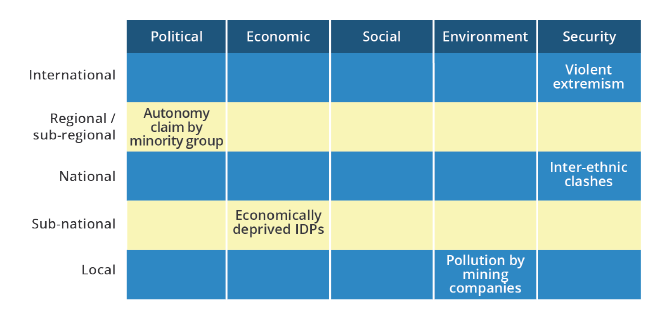 Political Economic Social Environment Security
International
Violent
extremism
Regional /
sub-regional
Autonomy
claim by
minority group
National
Inter-ethnic
clashes
Sub-national
Economically
deprived IDPs
Local
Pollution by
mining
companies